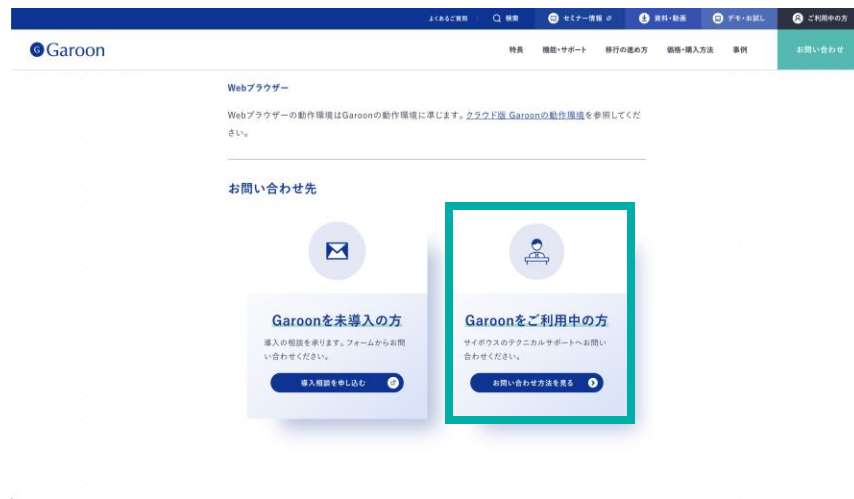 よくあるご質問
検索
セミナー情報
資料・動画
デモ・お試し
ご利用中の方
G Garoon
特長
機能・サポート
移行の進め方
価格・購入方法
事例
お問い合わせ
Webブラウザー
Webブラウザーの動作環境はGaroonの動作環境に準じます。クラウド版 Garoonの動作環境を参照してくだ
さい。
お問い合わせ先
Garoonを未導入の方
導入の相談を承ります。フォームからお問
い合わせください。
導入相談を申し込む
Garoonをご利用中の方
サイボウズのテクニカルサポートへお問い
合わせください。
お問い合わせ方法を見る